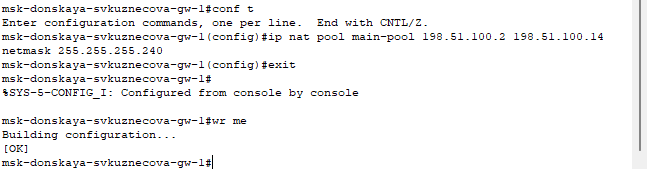 msk-donskaya-svkuznecova-gw-1#conf t
Enter configuration commands, one per line.  End with CNTL/Z.
msk-donskaya-svkuznecova-gw-1(config)#ip nat pool main-pool 198.51.100.2 198.51.100.14
netmask 255.255.255.240
msk-donskaya-svkuznecova-gw-1(config)#exit
msk-donskaya-svkuznecova-gw-1#
%SYS-5-CONFIG_I: Configured from console by console
msk-donskaya-svkuznecova-gw-1#wr me
Building configuration...
[OK]
msk-donskaya-svkuznecova-gw-1#